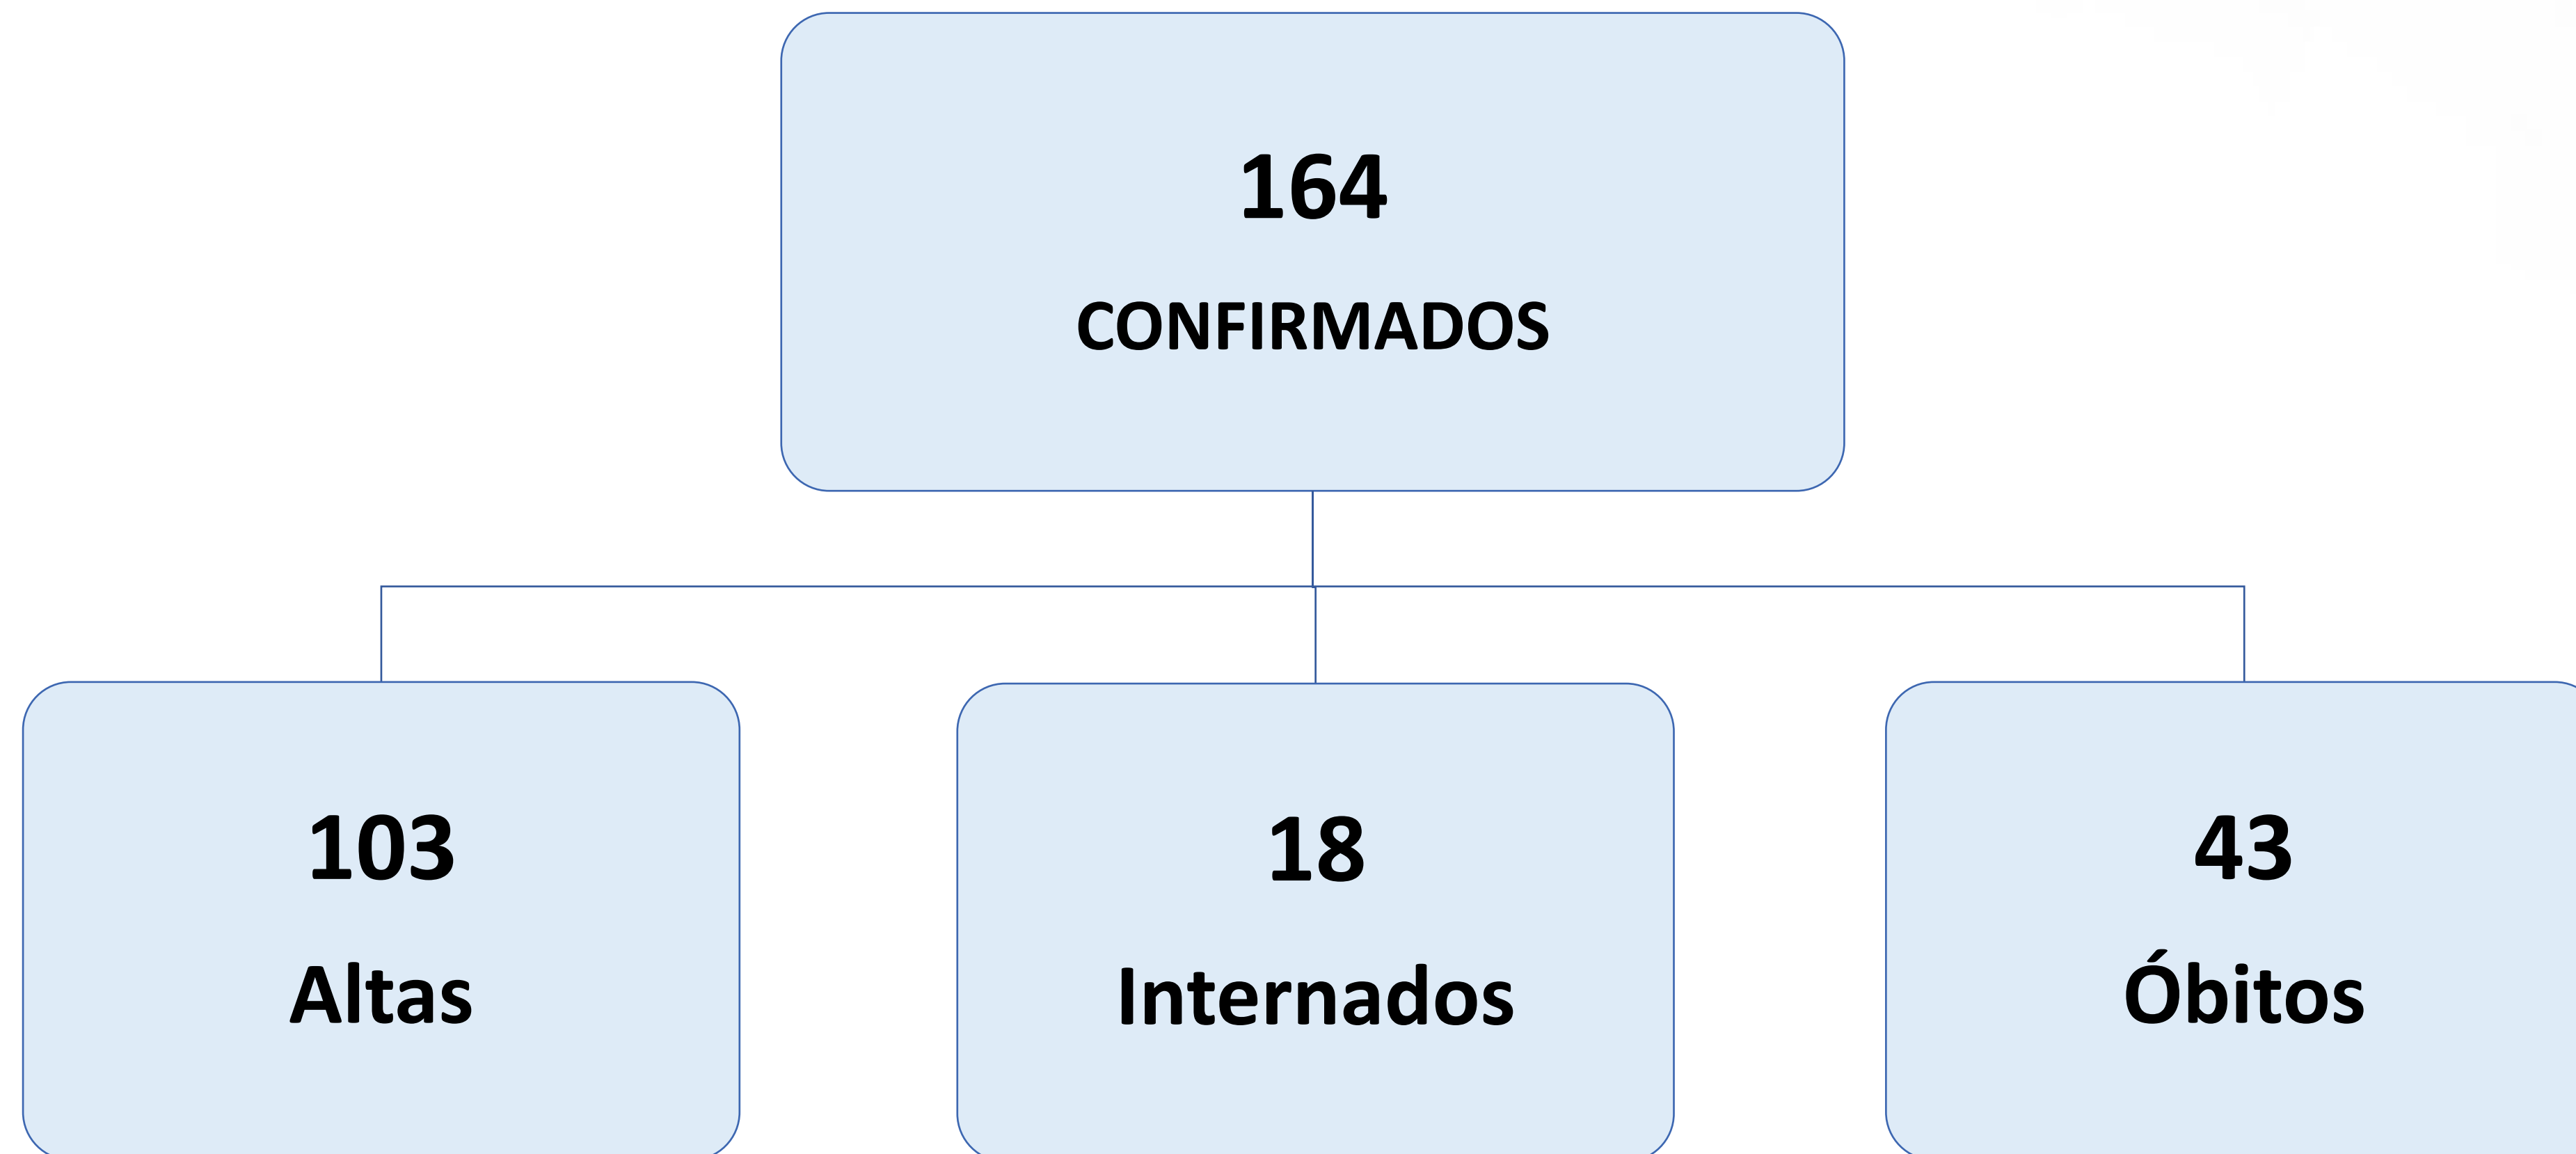 164
CONFIRMADOS
103
Altas
18
Internados
43
Óbitos